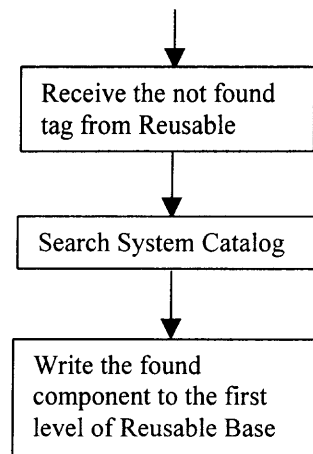 Receive the not found
tag from Reusable
Search System Catalog
Write the found
component to the first
level of Reusable Base